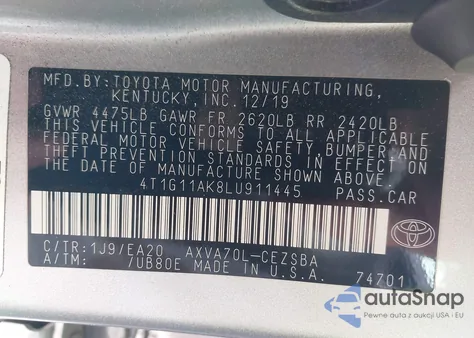 MFD.BY:TOYOTA MOTOR MANUFACTURING,
KENTUCKY, INC. 12/19
GVWR 4475LB GAWR FR 2620LB RR 2420LB
THIS VEHICLE CONFORMS TO ALL APPLICABLE
FEDERAL MOTOR VEHICLE SAFETY, BUMPER, AND
THEFT PREVENTION STANDARDS IN EFFECT ON
THE DATE OF MANUFACTURE SHOWN ABOVE.
4T1G11AK8LU911445 PASS.CAR
C/TR:1J9/EA20 AXVA70L-CEZSBA
A/TM: /UB80E MADE IN U.S.A. 74Z01
TOYOTA
autoSnap
Pewne auta z aukcji USA i EU